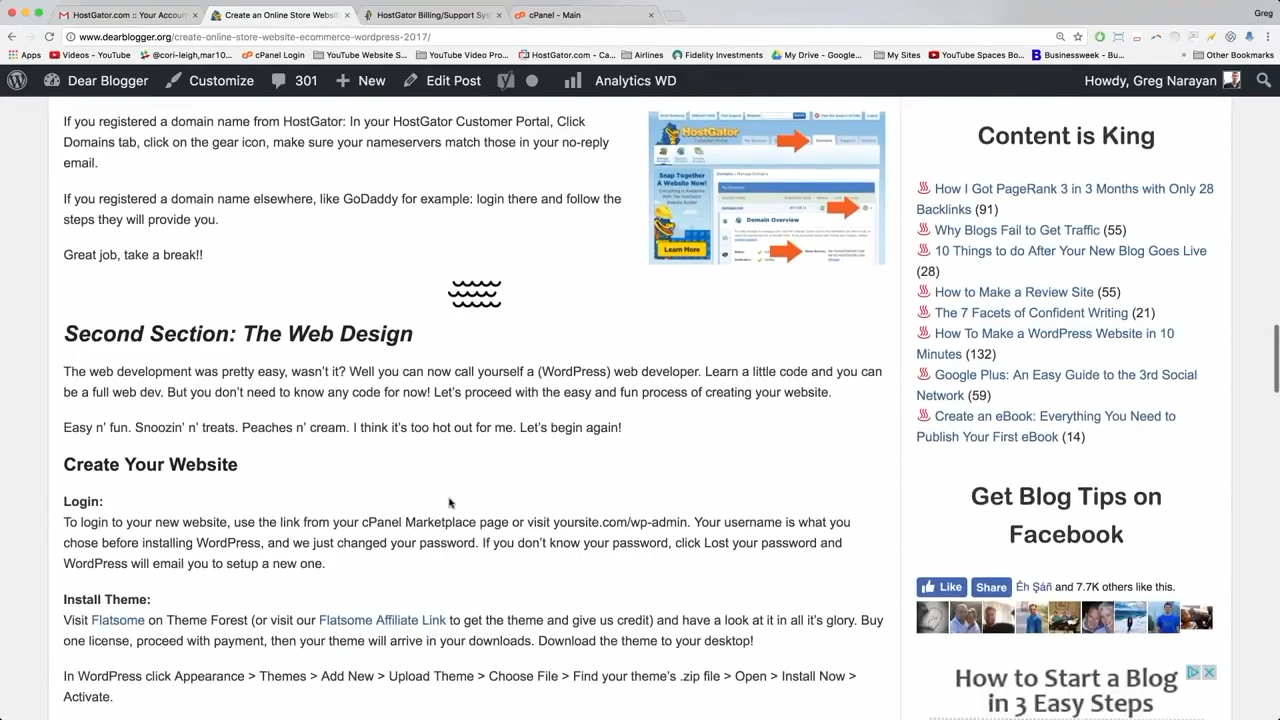 HostGator.com :: Your Accou
Create an Online Store Websit
HostGator Billing/Support Sys
cPanel - Main
Greg
www.dearblogger.org/create-online-store-website-ecommerce-wordpress-2017/
Apps
Videos - YouTube
@cori-leigh,mar10...
cPanel Login
YouTube Website S...
YouTube Video Pro...
HostGator.com - Ca...
Airlines
Fidelity Investments
My Drive - Google...
My Sites
YouTube Spaces Bo...
Businessweek - Bu...
Other Bookmarks
Dear Blogger
Customize
301
New
Edit Post
Analytics WD
Howdy, Greg Narayan
If you registered a domain name from HostGator: In your HostGator Customer Portal, Click
Domains tab, click on the gear icon, make sure your nameservers match those in your no-reply
email.
If you registered a domain name elsewhere, like GoDaddy for example: login there and follow the
steps they will provide you.
Great job, take a break!!
HostGator
Snap Together
A Website Now!
Domain Overview
Learn More
Second Section: The Web Design
The web development was pretty easy, wasn't it? Well you can now call yourself a (WordPress) web developer. Learn a little code and you can
be a full web dev. But you don't need to know any code for now! Let's proceed with the easy and fun process of creating your website.
Easy n' fun. Snoozin' n' treats. Peaches n' cream. I think it's too hot out for me. Let's begin again!
Create Your Website
Login:
To login to your new website, use the link from your cPanel Marketplace page or visit yoursite.com/wp-admin. Your username is what you
chose before installing WordPress, and we just changed your password. If you don't know your password, click Lost your password and
WordPress will email you to setup a new one.
Install Theme:
Visit Flatsome on Theme Forest (or visit our Flatsome Affiliate Link to get the theme and give us credit) and have a look at it in all it's glory. Buy
one license, proceed with payment, then your theme will arrive in your downloads. Download the theme to your desktop!
In WordPress click Appearance > Themes > Add New > Upload Theme > Choose File > Find your theme's .zip file > Open > Install Now >
Activate.
Content is King
How I Got PageRank 3 in 3 Months with Only 28
Backlinks (91)
Why Blogs Fail to Get Traffic (55)
10 Things to do After Your New Blog Goes Live
(28)
How to Make a Review Site (55)
The 7 Facets of Confident Writing (21)
How To Make a WordPress Website in 10
Minutes (132)
Google Plus: An Easy Guide to the 3rd Social
Network (59)
Create an eBook: Everything You Need to
Publish Your First eBook (14)
Get Blog Tips on
Facebook
Like
Share
Êh Şáñ and 7.7K others like this.
How to Start a Blog
in 3 Easy Steps